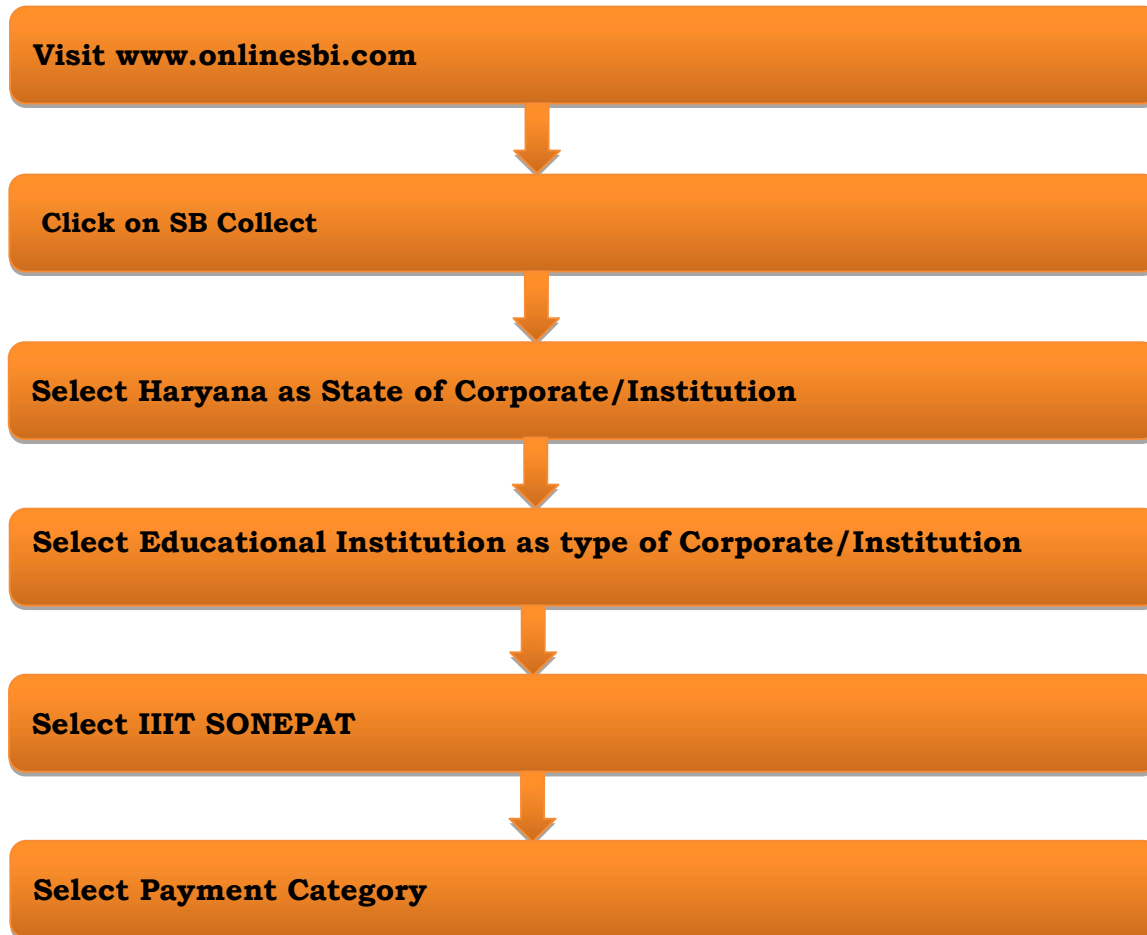 Visit www.onlinesbi.com
Click on SB Collect
Select Haryana as State of Corporate/Institution
Select Educational Institution as type of Corporate/Institution
Select IIIT SONEPAT
Select Payment Category